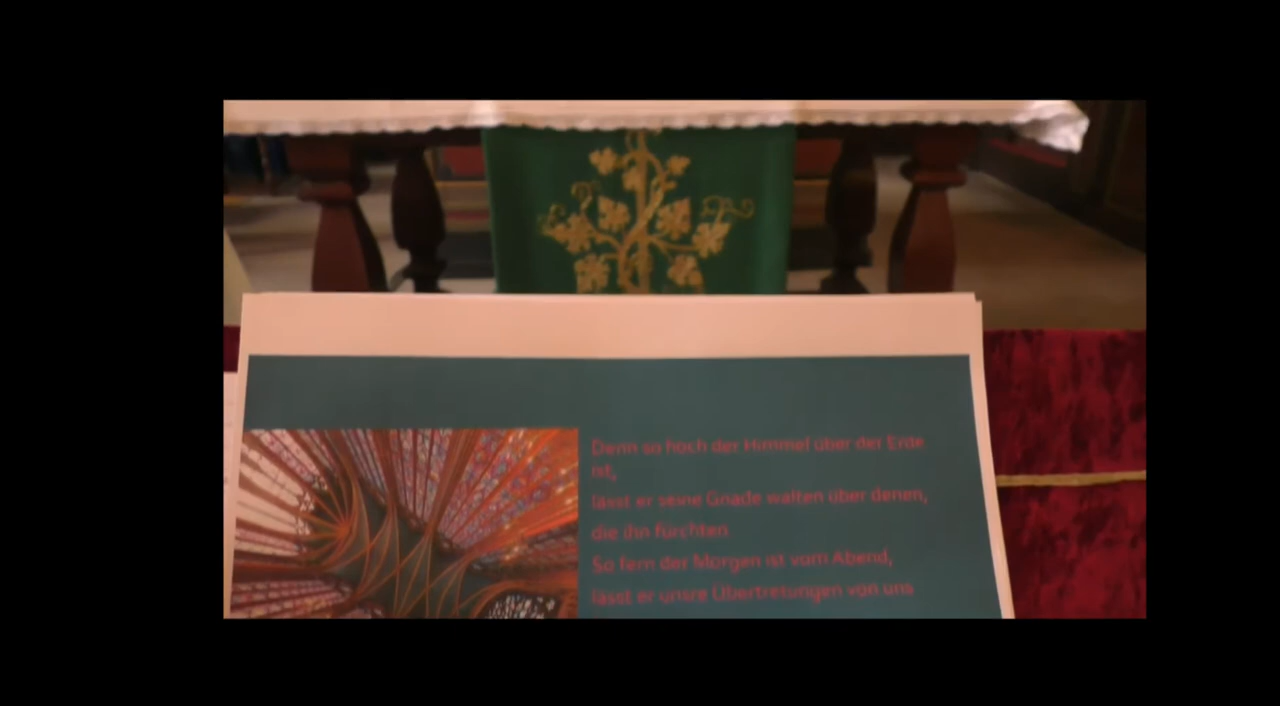 Denn so hoch der Himmel über der Erde
ist,
lässt er seine Gnade walten über denen,
die ihn fürchten
So fern der Morgen ist vom Abend,
lässt er unsre Übertretungen von uns